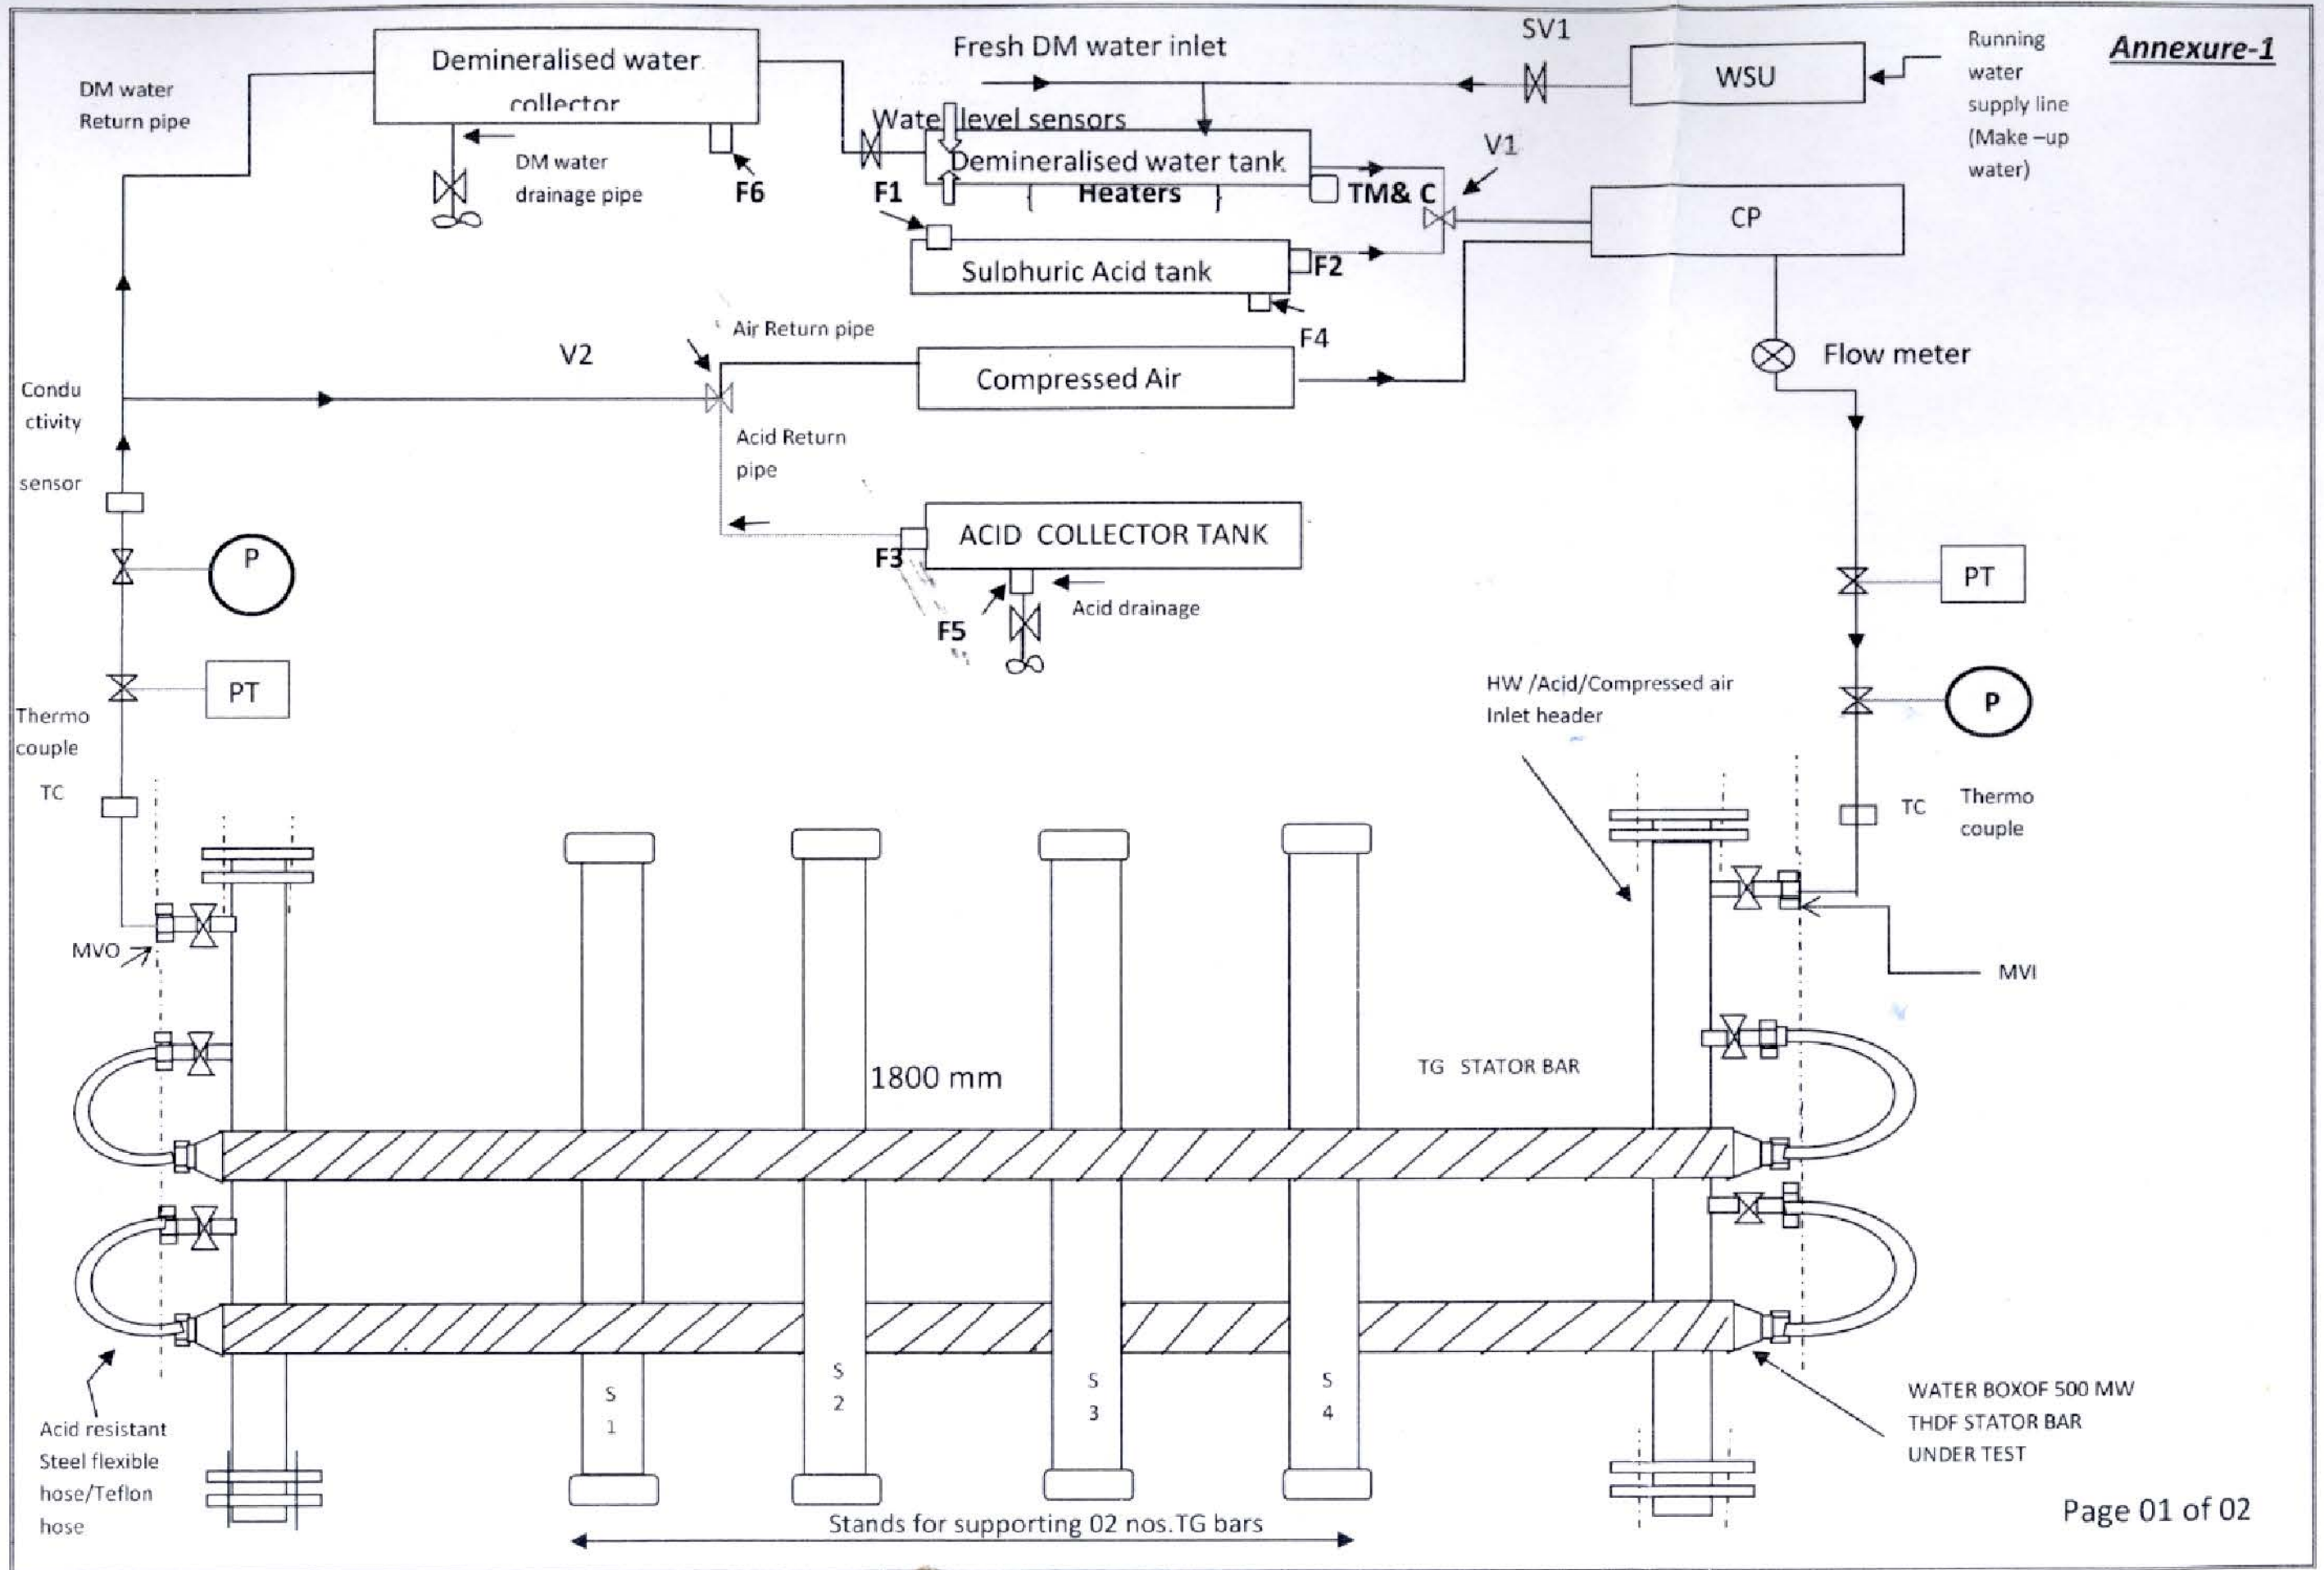 Annexure-1
SV1
Fresh DM water inlet
Running
water
supply line
(Make –up
water)
WSU
Demineralised water
collector
DM water
Return pipe
Water level sensors
V1
DM water
drainage pipe
F6
F1
Demineralised water tank
{ Heaters }
TM& C
CP
Sulphuric Acid tank
F2
F4
Air Return pipe
V2
Compressed Air
Flow meter
Condu
ctivity
sensor
Acid Return
pipe
ACID COLLECTOR TANK
F3
P
PT
Acid drainage
F5
PT
P
Thermo
couple
TC
HW /Acid/Compressed air
Inlet header
TC
Thermo
couple
MVO
MVI
1800 mm
TG STATOR BAR
S
1
S
2
S
3
S
4
Acid resistant
Steel flexible
hose/Teflon
hose
WATER BOXOF 500 MW
THDF STATOR BAR
UNDER TEST
Stands for supporting 02 nos.TG bars
Page 01 of 02